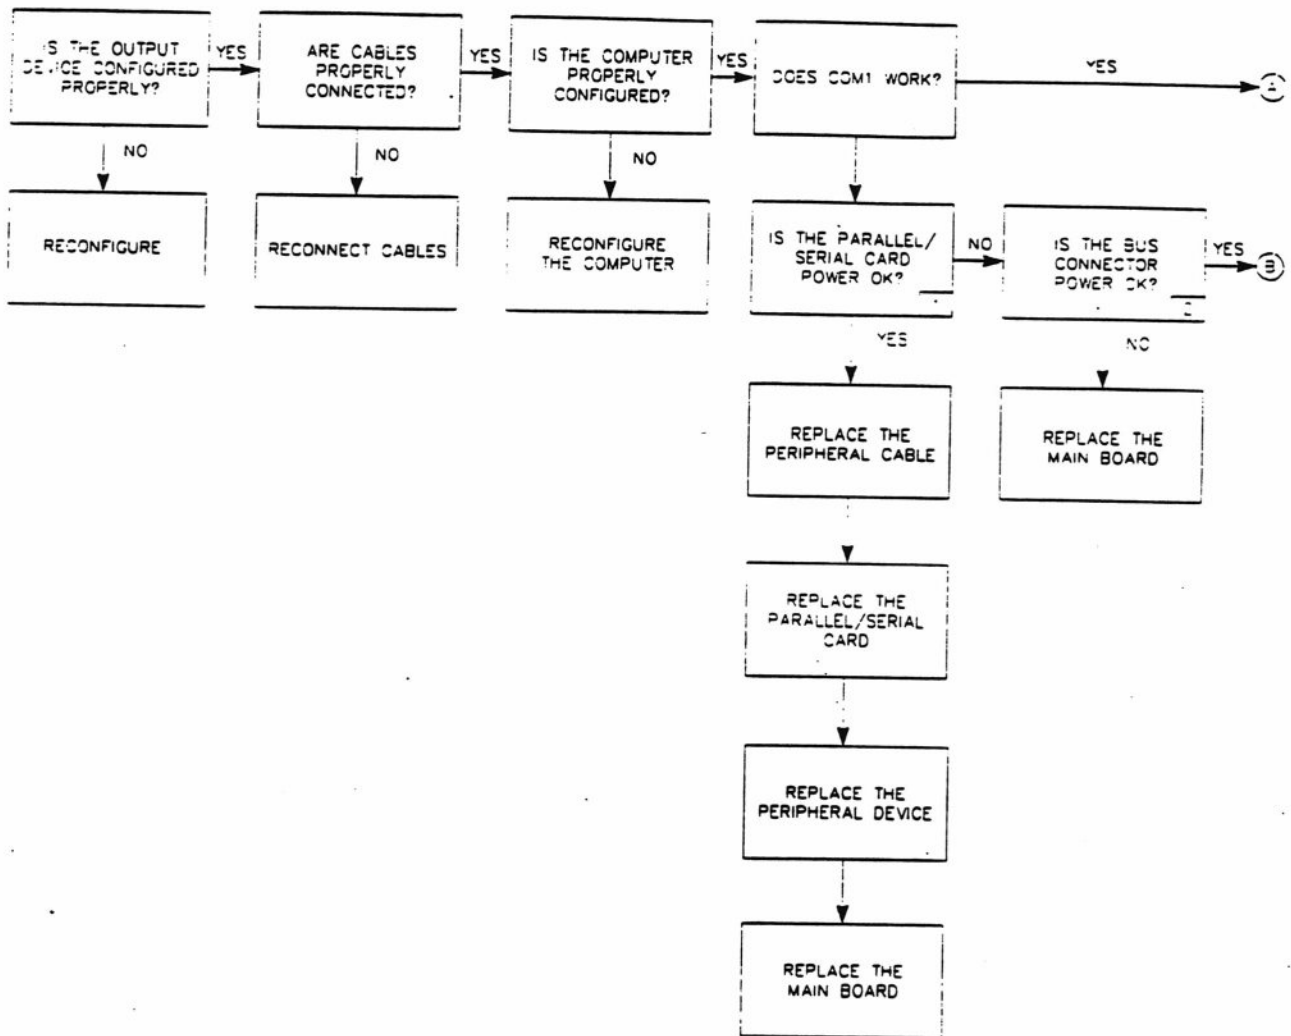 IS THE OUTPUT
DEVICE CONFIGURED
PROPERLY?
YES
ARE CABLES
PROPERLY
CONNECTED?
YES
IS THE COMPUTER
PROPERLY
CONFIGURED?
YES
DOES COM1 WORK?
YES
A
NO
NO
NO
RECONFIGURE
RECONNECT CABLES
RECONFIGURE
THE COMPUTER
IS THE PARALLEL/
SERIAL CARD
POWER OK?
NO
IS THE BUS
CONNECTOR
POWER OK?
2
YES
B
YES
NO
REPLACE THE
PERIPHERAL CABLE
REPLACE THE
MAIN BOARD
REPLACE THE
PARALLEL/SERIAL
CARD
REPLACE THE
PERIPHERAL DEVICE
REPLACE THE
MAIN BOARD